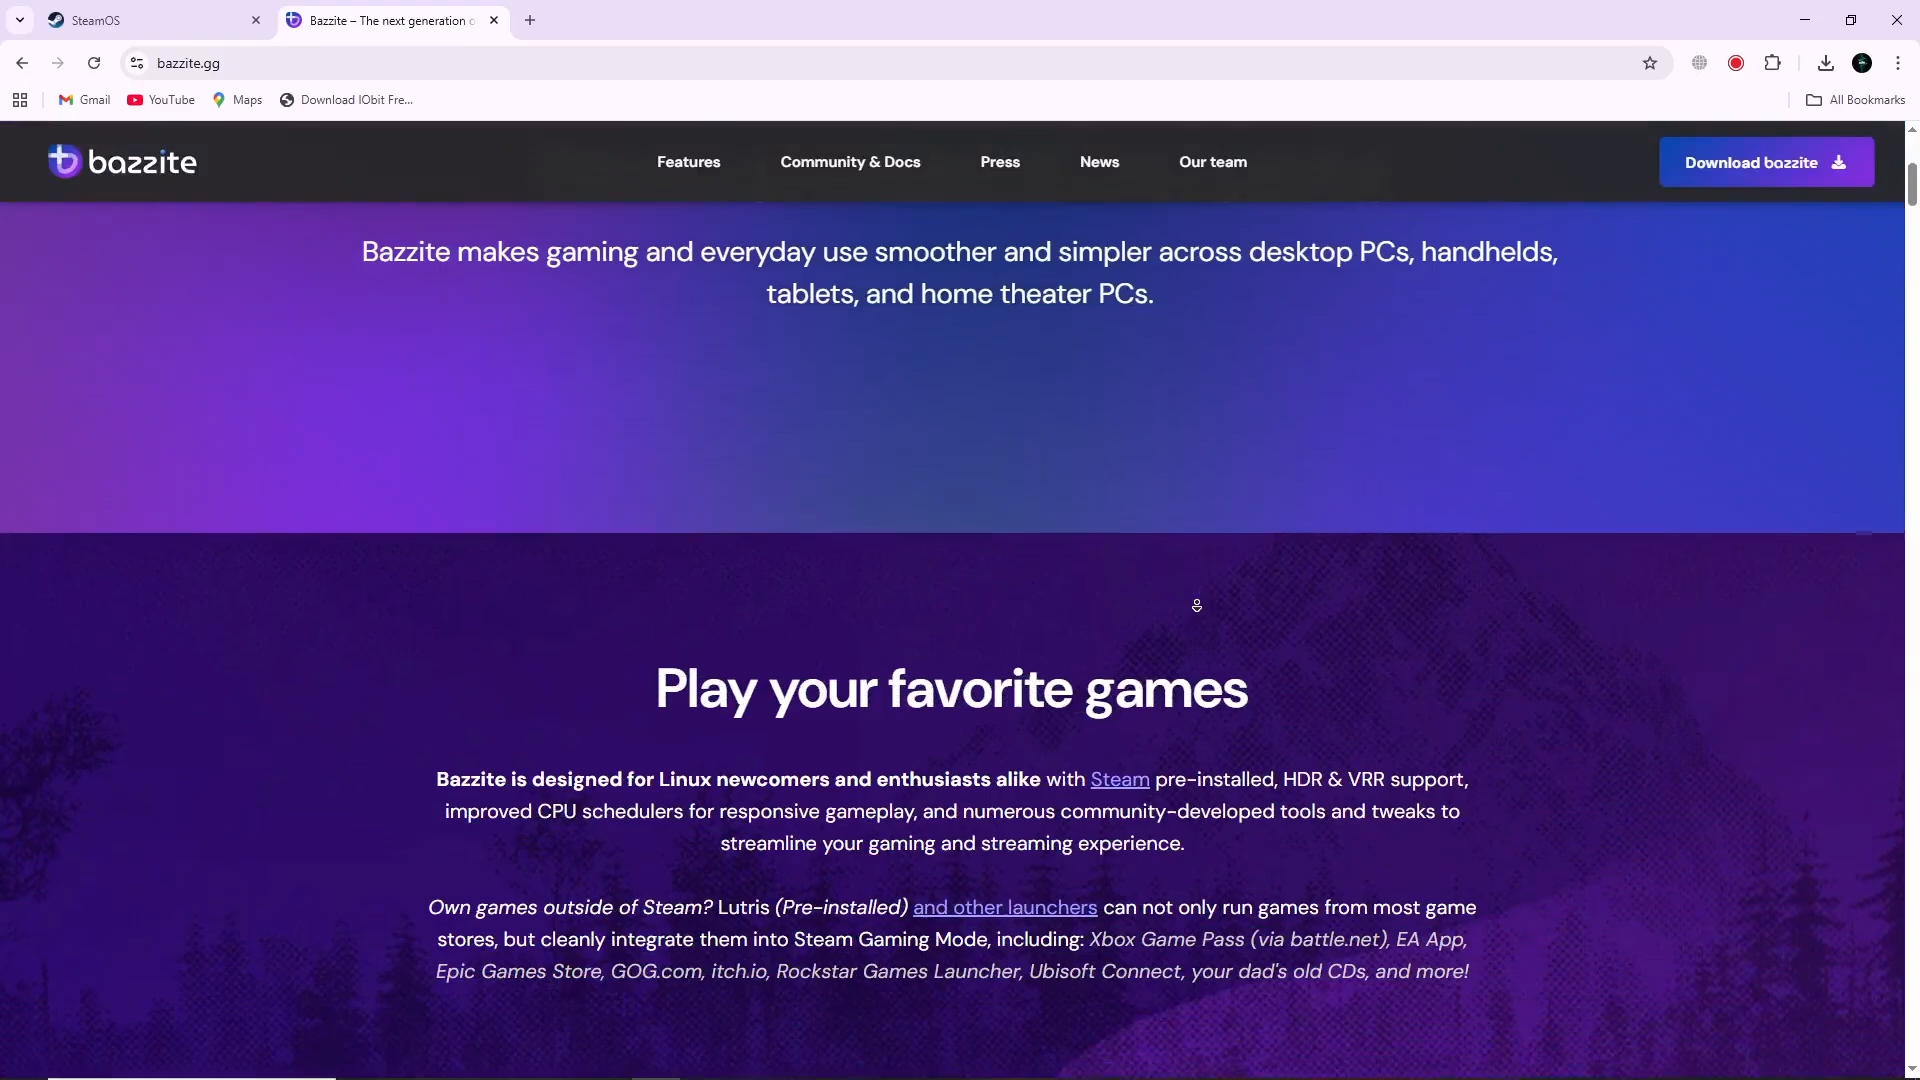 SteamOS
Bazzite – The next generation o
bazzite.gg
Gmail
YouTube
Maps
Download IObit Fre...
All Bookmarks
bazzite
Features
Community & Docs
Press
News
Our team
Download bazzite
Bazzite makes gaming and everyday use smoother and simpler across desktop PCs, handhelds,
tablets, and home theater PCs.
Play your favorite games
Bazzite is designed for Linux newcomers and enthusiasts alike with Steam pre-installed, HDR & VRR support,
improved CPU schedulers for responsive gameplay, and numerous community-developed tools and tweaks to
streamline your gaming and streaming experience.
Own games outside of Steam? Lutris (Pre-installed) and other launchers can not only run games from most game
stores, but cleanly integrate them into Steam Gaming Mode, including: Xbox Game Pass (via battle.net), EA App,
Epic Games Store, GOG.com, itch.io, Rockstar Games Launcher, Ubisoft Connect, your dad's old CDs, and more!